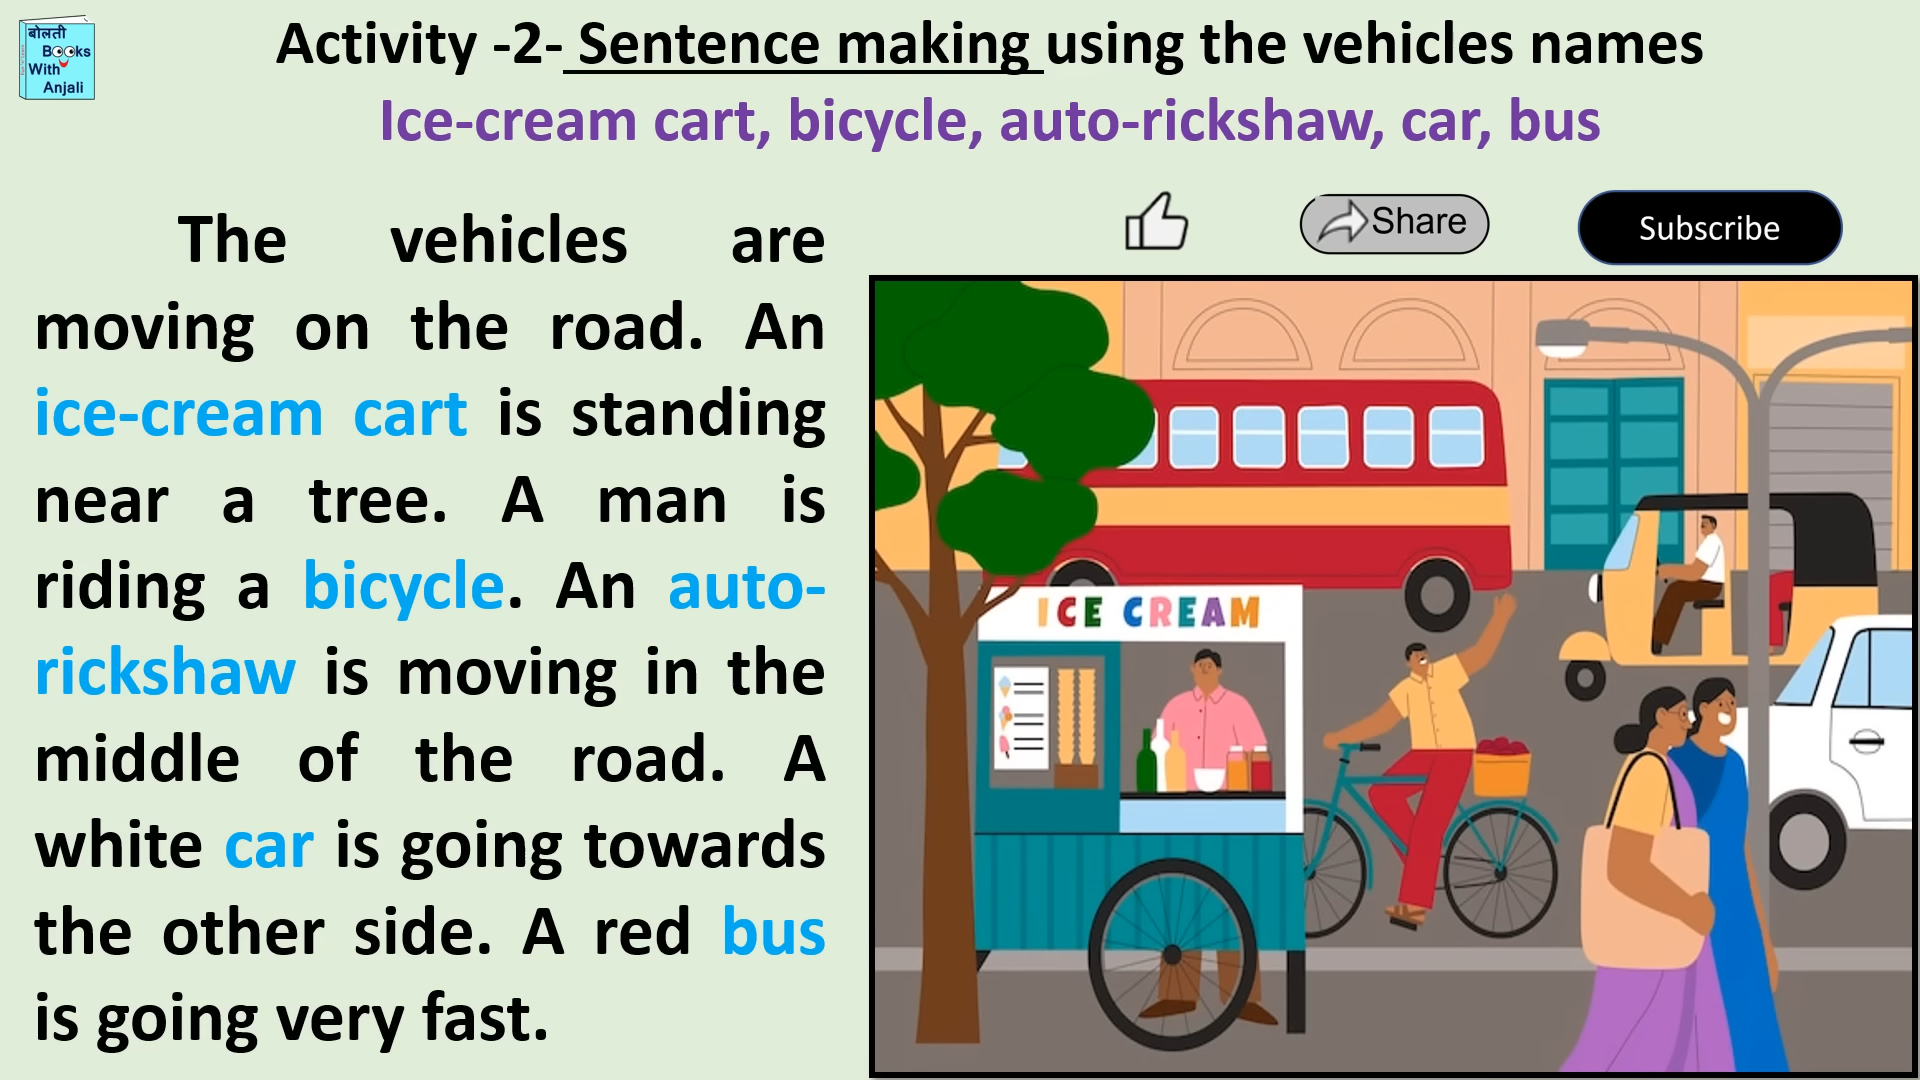 बोलती
Books
With
Anjali
Activity -2- Sentence making using the vehicles names
Ice-cream cart, bicycle, auto-rickshaw, car, bus
Share
Subscribe
The vehicles are
moving on the road. An
ice-cream cart is standing
near a tree. A man is
riding a bicycle. An auto-
rickshaw is moving in the
middle of the road. A
white car is going towards
the other side. A red bus
is going very fast.
ICE CREAM